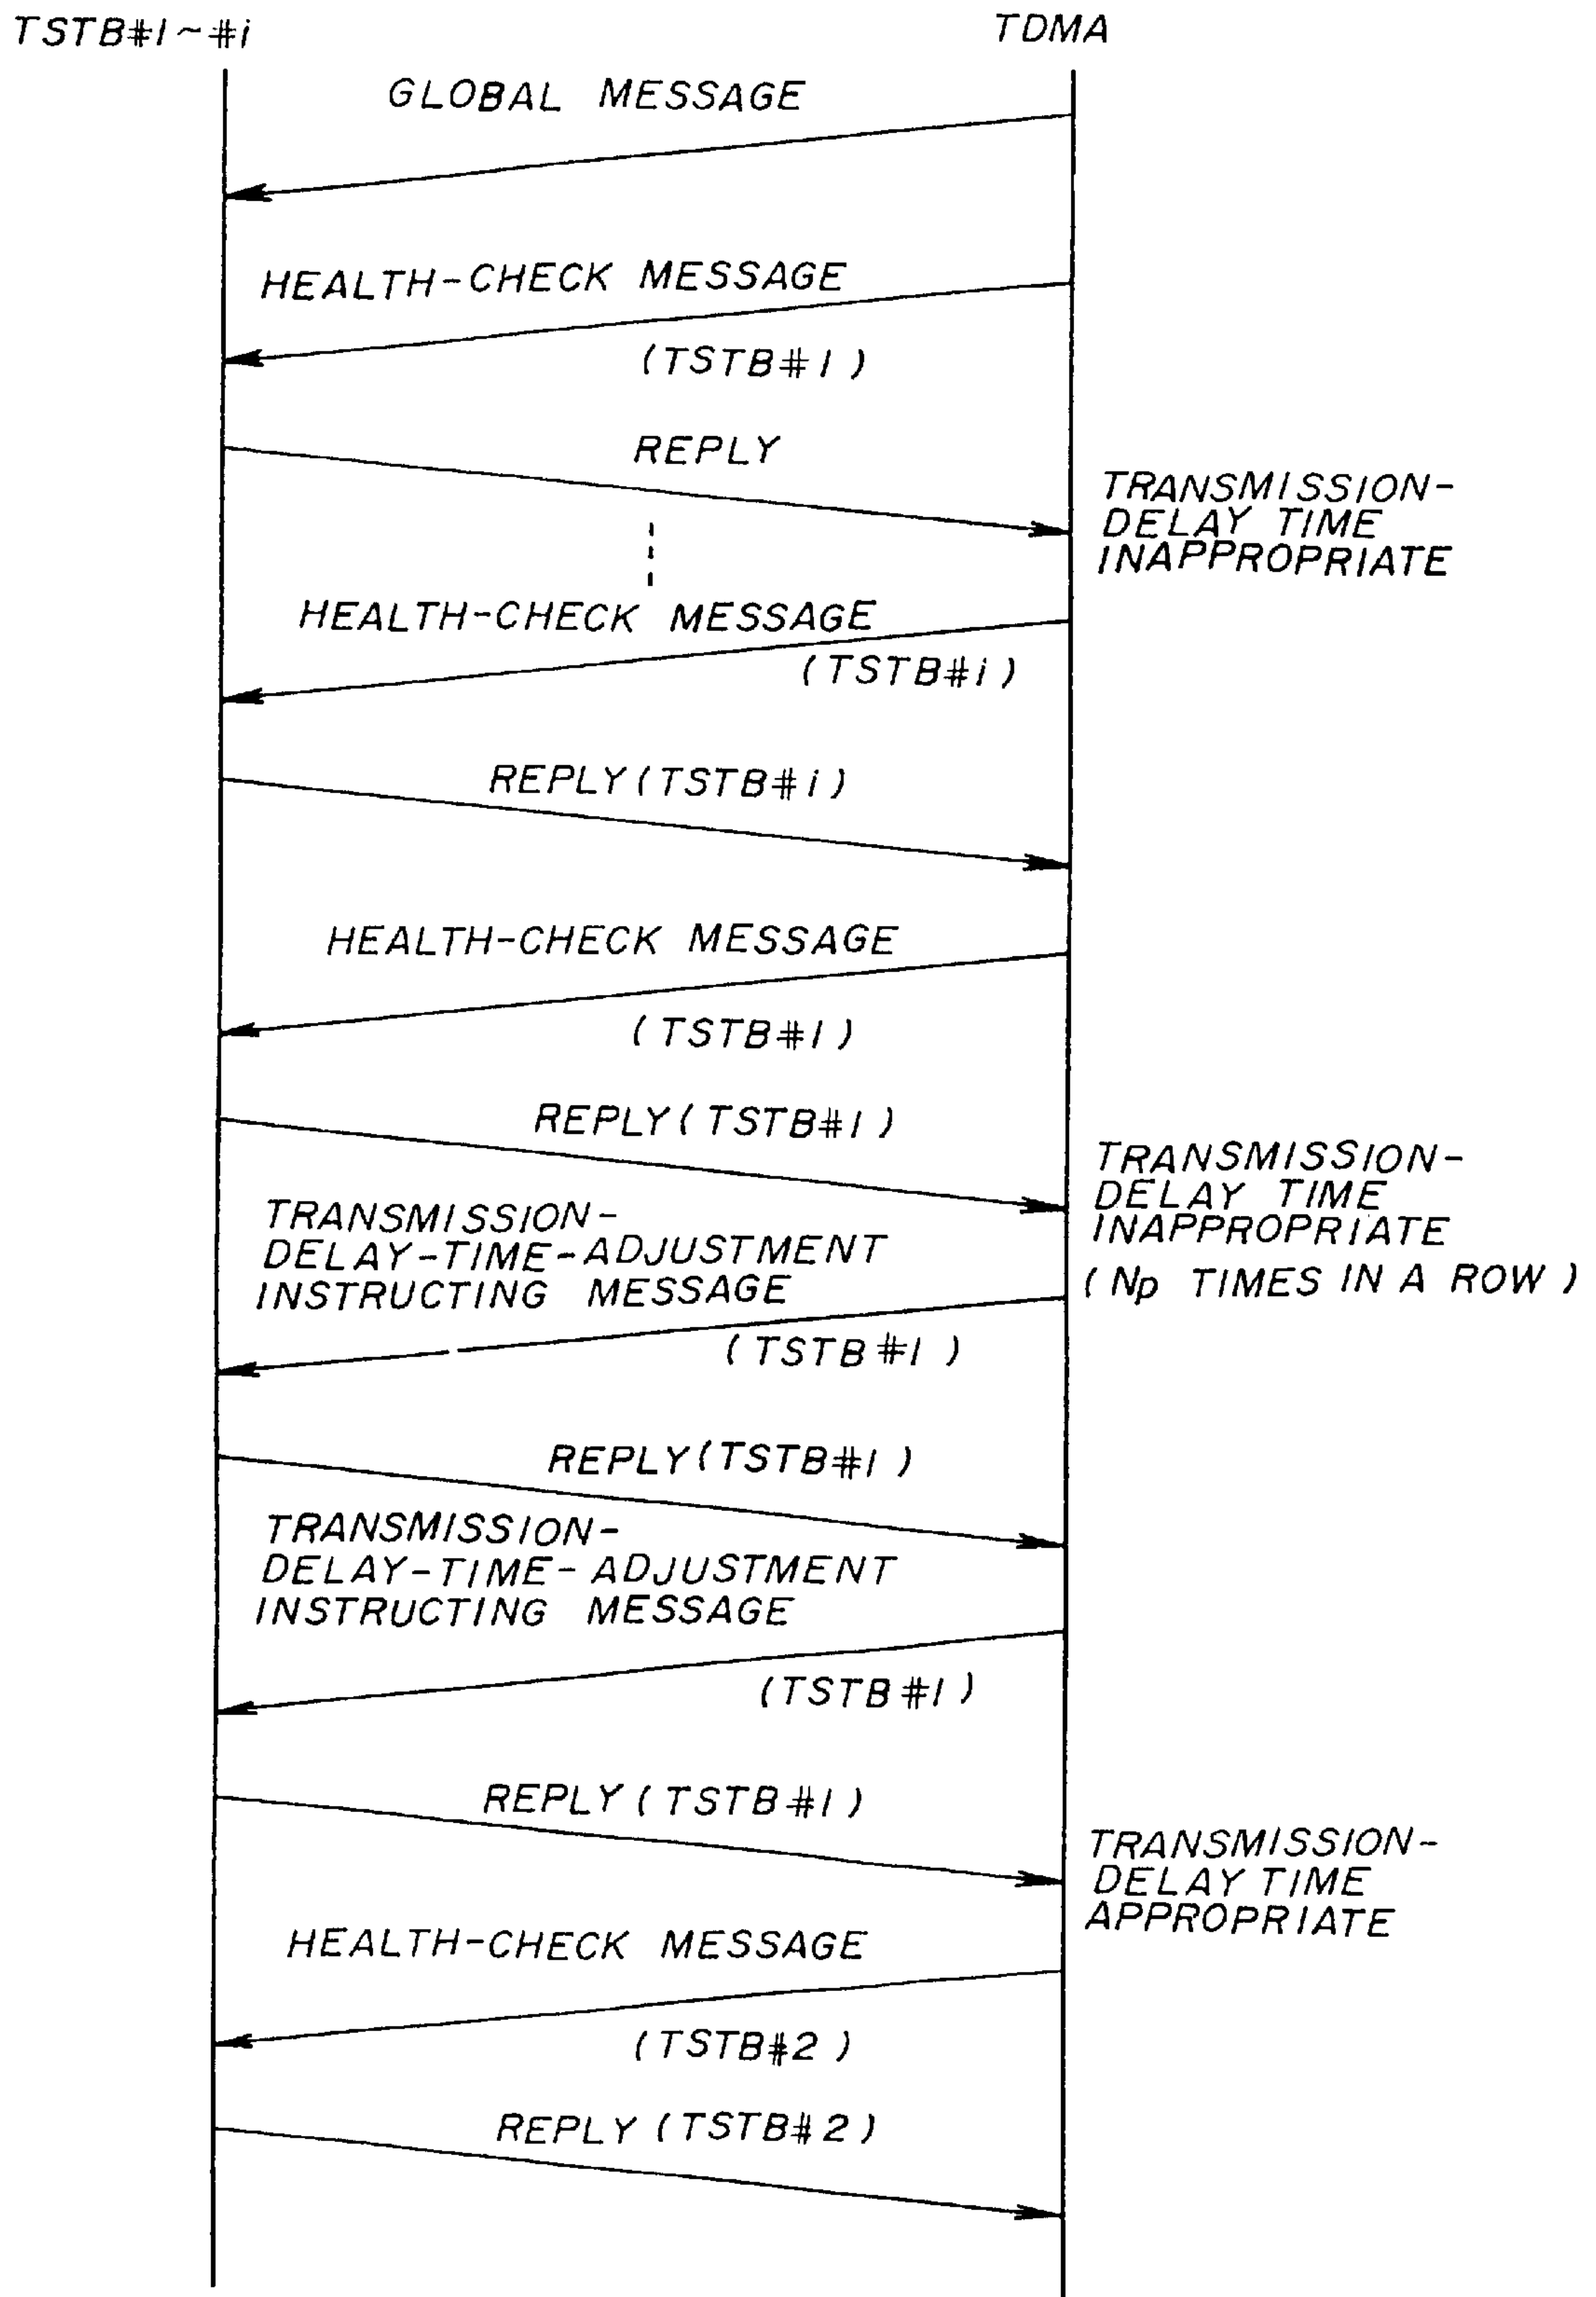 TSTB#1~#i
TDMA
GLOBAL MESSAGE
HEALTH-CHECK MESSAGE
(TSTB#1)
REPLY
TRANSMISSION-
DELAY TIME
INAPPROPRIATE
HEALTH-CHECK MESSAGE
(TSTB#i)
REPLY(TSTB#i)
HEALTH-CHECK MESSAGE
(TSTB#1)
REPLY(TSTB#1)
TRANSMISSION-
DELAY TIME
INAPPROPRIATE
(Np TIMES IN A ROW)
TRANSMISSION-
DELAY-TIME-ADJUSTMENT
INSTRUCTING MESSAGE
(TSTB#1)
REPLY(TSTB#1)
TRANSMISSION-
DELAY-TIME-ADJUSTMENT
INSTRUCTING MESSAGE
(TSTB#1)
REPLY(TSTB#1)
TRANSMISSION-
DELAY TIME
APPROPRIATE
HEALTH-CHECK MESSAGE
(TSTB#2)
REPLY(TSTB#2)